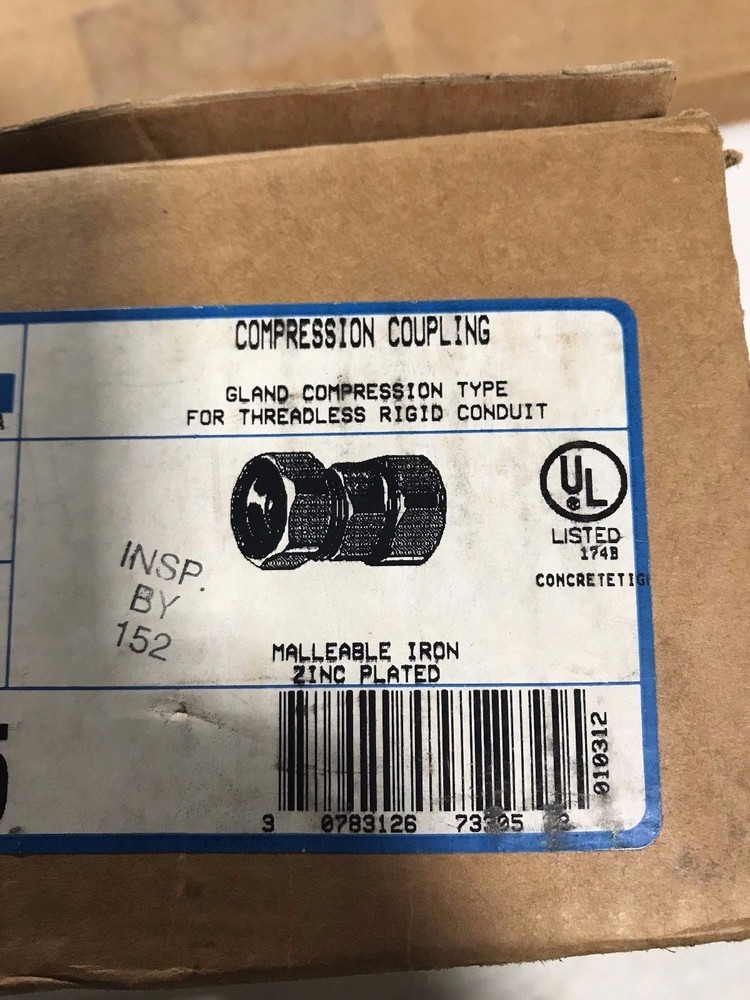 COMPRESSION COUPLING
GLAND COMPRESSION TYPE
FOR THREADLESS RIGID CONDUIT
UL
LISTED
174B
INSP.
BY
152
MALLEABLE IRON
ZINC PLATED
010312
3 0783126